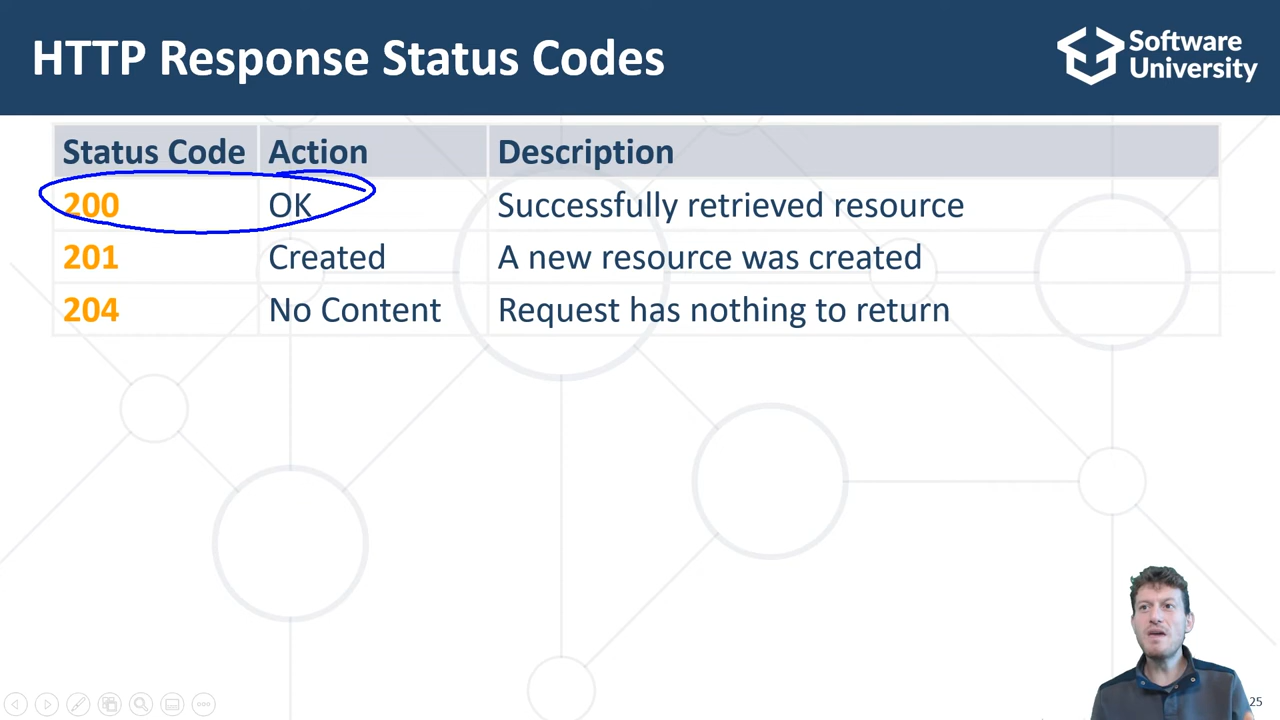 HTTP Response Status Codes
Software
University
Status Code Action Description
200 OK Successfully retrieved resource
201 Created A new resource was created
204 No Content Request has nothing to return
25